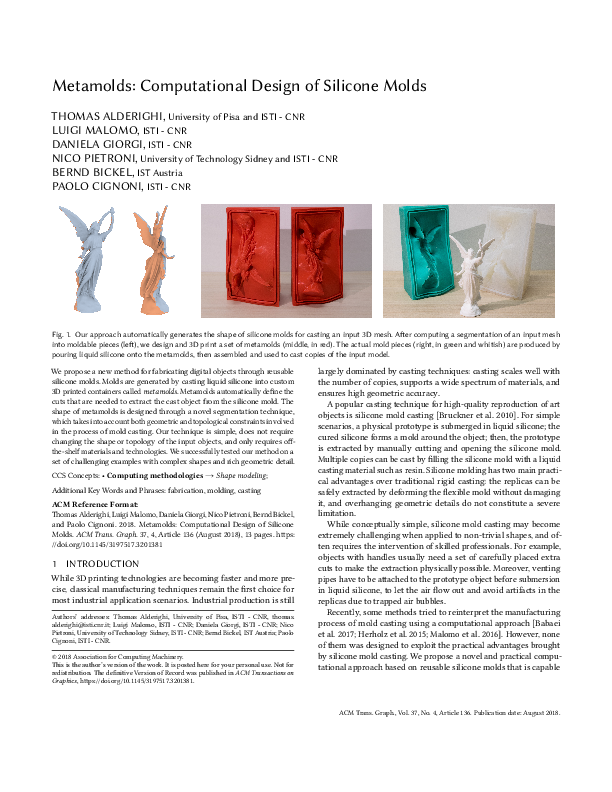 Metamolds: Computational Design of Silicone Molds
THOMAS ALDERIGHI, University of Pisa and ISTI - CNR
LUIGI MALOMO, ISTI - CNR
DANIELA GIORGI, ISTI - CNR
NICO PIETRONI, University of Technology Sidney and ISTI - CNR
BERND BICKEL, IST Austria
PAOLO CIGNONI, ISTI - CNR
Fig. 1. Our approach automatically generates the shape of silicone molds for casting an input 3D mesh. After computing a segmentation of an input mesh
into moldable pieces (left), we design and 3D print a set of metamolds (middle, in red). The actual mold pieces (right, in green and whitish) are produced by
pouring liquid silicone onto the metamolds, then assembled and used to cast copies of the input model.
We propose a new method for fabricating digital objects through reusable
silicone molds. Molds are generated by casting liquid silicone into custom
3D printed containers called metamolds. Metamolds automatically define the
cuts that are needed to extract the cast object from the silicone mold. The
shape of metamolds is designed through a novel segmentation technique,
which takes into account both geometric and topological constraints involved
in the process of mold casting. Our technique is simple, does not require
changing the shape or topology of the input objects, and only requires off-
the-shelf materials and technologies. We successfully tested our method on a
set of challenging examples with complex shapes and rich geometric detail.
CCS Concepts: • Computing methodologies → Shape modeling;
Additional Key Words and Phrases: fabrication, molding, casting
ACM Reference Format:
Thomas Alderighi, Luigi Malomo, Daniela Giorgi, Nico Pietroni, Bernd Bickel,
and Paolo Cignoni. 2018. Metamolds: Computational Design of Silicone
Molds. ACM Trans. Graph. 37, 4, Article 136 (August 2018), 13 pages. https:
//doi.org/10.1145/3197517.3201381
1 INTRODUCTION
While 3D printing technologies are becoming faster and more pre-
cise, classical manufacturing techniques remain the first choice for
most industrial application scenarios. Industrial production is still
Authors' addresses: Thomas Alderighi, University of Pisa, ISTI - CNR, thomas
alderighi@isti.cnr.it; Luigi Malomo, ISTI - CNR; Daniela Giorgi, ISTI - CNR; Nico
Pietroni, University of Technology Sidney, ISTI - CNR; Bernd Bickel, IST Austria; Paolo
Cignoni, ISTI - CNR.
© 2018 Association for Computing Machinery.
This is the author's version of the work. It is posted here for your personal use. Not for
redistribution. The definitive Version of Record was published in ACM Transactions on
Graphics, https://doi.org/10.1145/3197517.3201381.
largely dominated by casting techniques: casting scales well with
the number of copies, supports a wide spectrum of materials, and
ensures high geometric accuracy.
A popular casting technique for high-quality reproduction of art
objects is silicone mold casting [Bruckner et al. 2010]. For simple
scenarios, a physical prototype is submerged in liquid silicone; the
cured silicone forms a mold around the object; then, the prototype
is extracted by manually cutting and opening the silicone mold.
Multiple copies can be cast by filling the silicone mold with a liquid
casting material such as resin. Silicone molding has two main practi-
cal advantages over traditional rigid casting: the replicas can be
safely extracted by deforming the flexible mold without damaging
it, and overhanging geometric details do not constitute a severe
limitation.
While conceptually simple, silicone mold casting may become
extremely challenging when applied to non-trivial shapes, and of-
ten requires the intervention of skilled professionals. For example,
objects with handles usually need a set of carefully placed extra
cuts to make the extraction physically possible. Moreover, venting
pipes have to be attached to the prototype object before submersion
in liquid silicone, to let the air flow out and avoid artifacts in the
replicas due to trapped air bubbles.
Recently, some methods tried to reinterpret the manufacturing
process of mold casting using a computational approach [Babaei
et al. 2017; Herholz et al. 2015; Malomo et al. 2016]. However, none
of them was designed to exploit the practical advantages brought
by silicone mold casting. We propose a novel and practical compu-
tational approach based on reusable silicone molds that is capable
ACM Trans. Graph., Vol. 37, No. 4, Article 136. Publication date: August 2018.